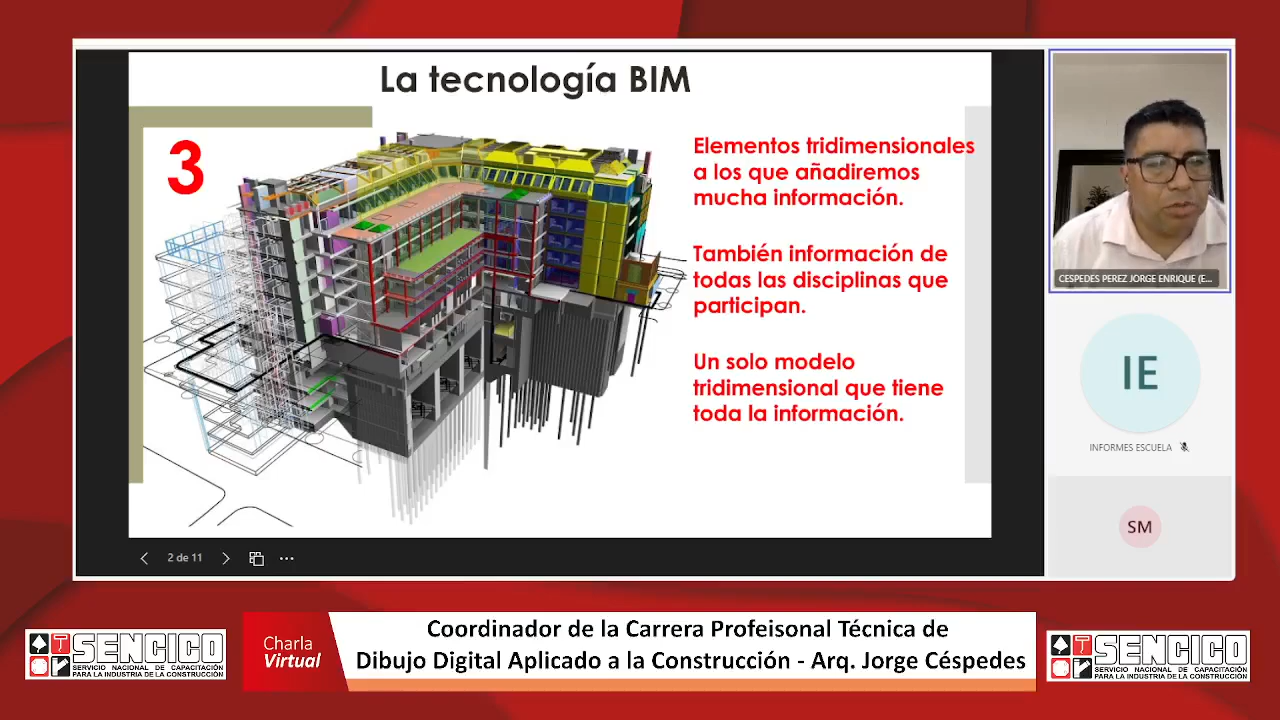 La tecnología BIM
3
Elementos tridimensionales
a los que añadiremos
mucha información.
También información de
todas las disciplinas que
participan.
Un solo modelo
tridimensional que tiene
toda la información.
CESPEDES PEREZ JORGE ENRIQUE (E...
IE
INFORMES ESCUELA
SM
2 de 11
SENCICO
SERVICIO NACIONAL DE CAPACITACIÓN
PARA LA INDUSTRIA DE LA CONSTRUCCIÓN
Charla
Virtual
Coordinador de la Carrera Profeisonal Técnica de
Dibujo Digital Aplicado a la Construcción - Arq. Jorge Céspedes
SENCICO
SERVICIO NACIONAL DE CAPACITACIÓN
PARA LA INDUSTRIA DE LA CONSTRUCCIÓN